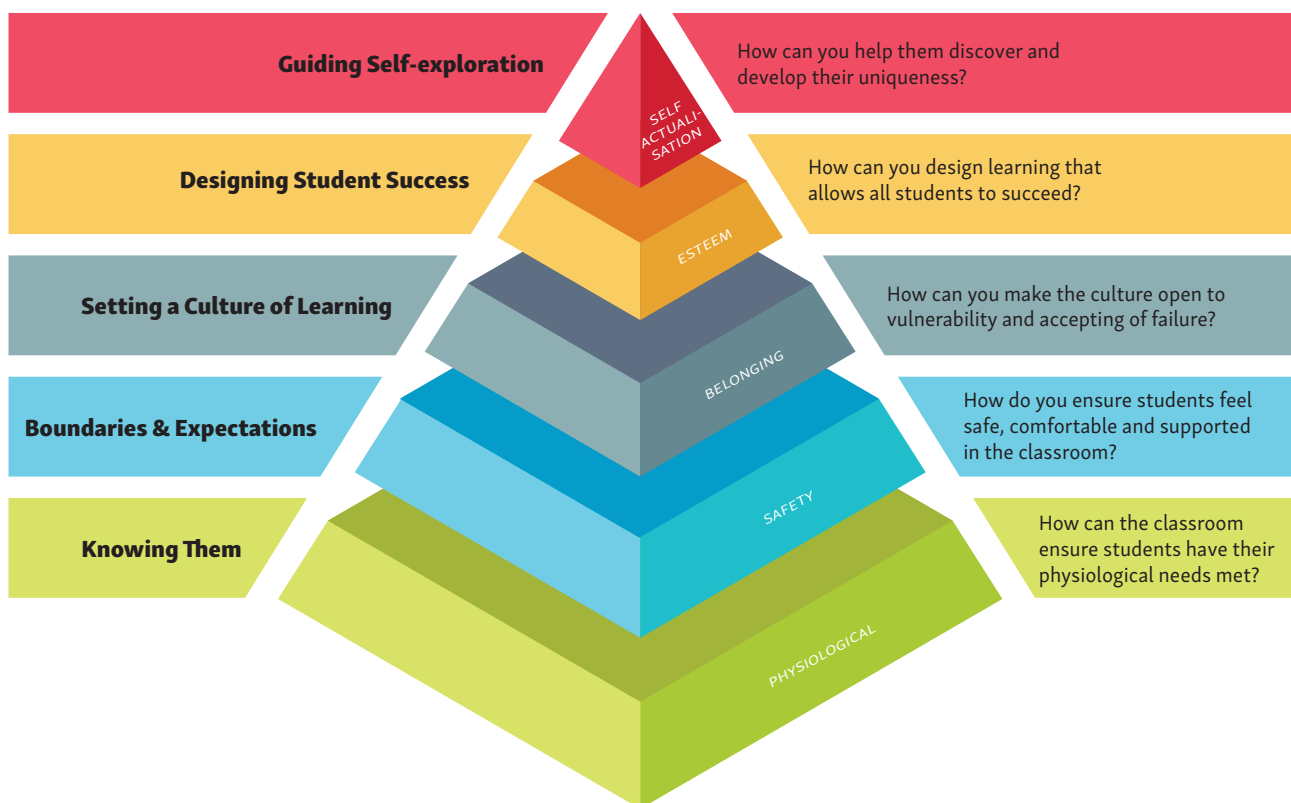 Guiding Self-exploration
How can you help them discover and
develop their uniqueness?
SELF
ACTUALI-
SATION
Designing Student Success
How can you design learning that
allows all students to succeed?
ESTEEM
Setting a Culture of Learning
How can you make the culture open to
vulnerability and accepting of failure?
BELONGING
Boundaries & Expectations
How do you ensure students feel
safe, comfortable and supported
in the classroom?
SAFETY
Knowing Them
How can the classroom
ensure students have their
physiological needs met?
PHYSIOLOGICAL